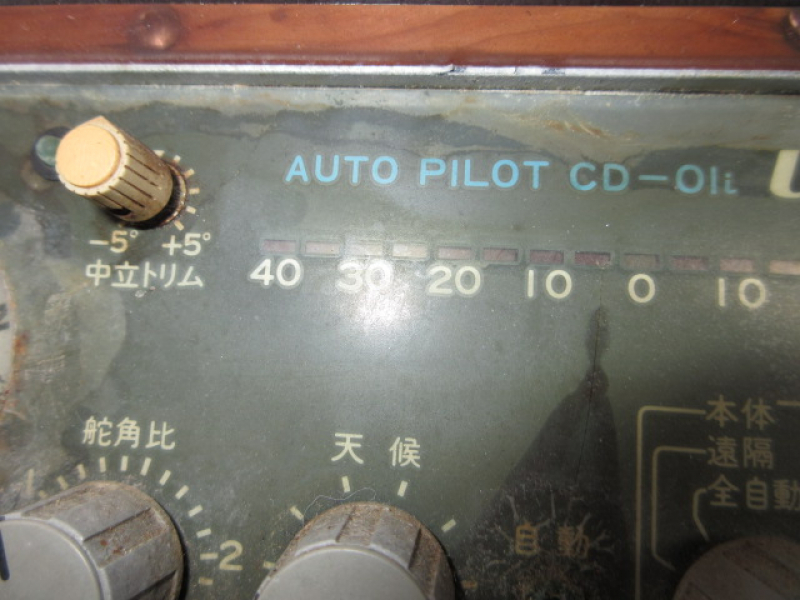 AUTO PILOT CD-01i
-5° +5°
中立トリム
40 30 20 10 0 10
舵角比
天候
本体
遠隔
全自動
自動
2